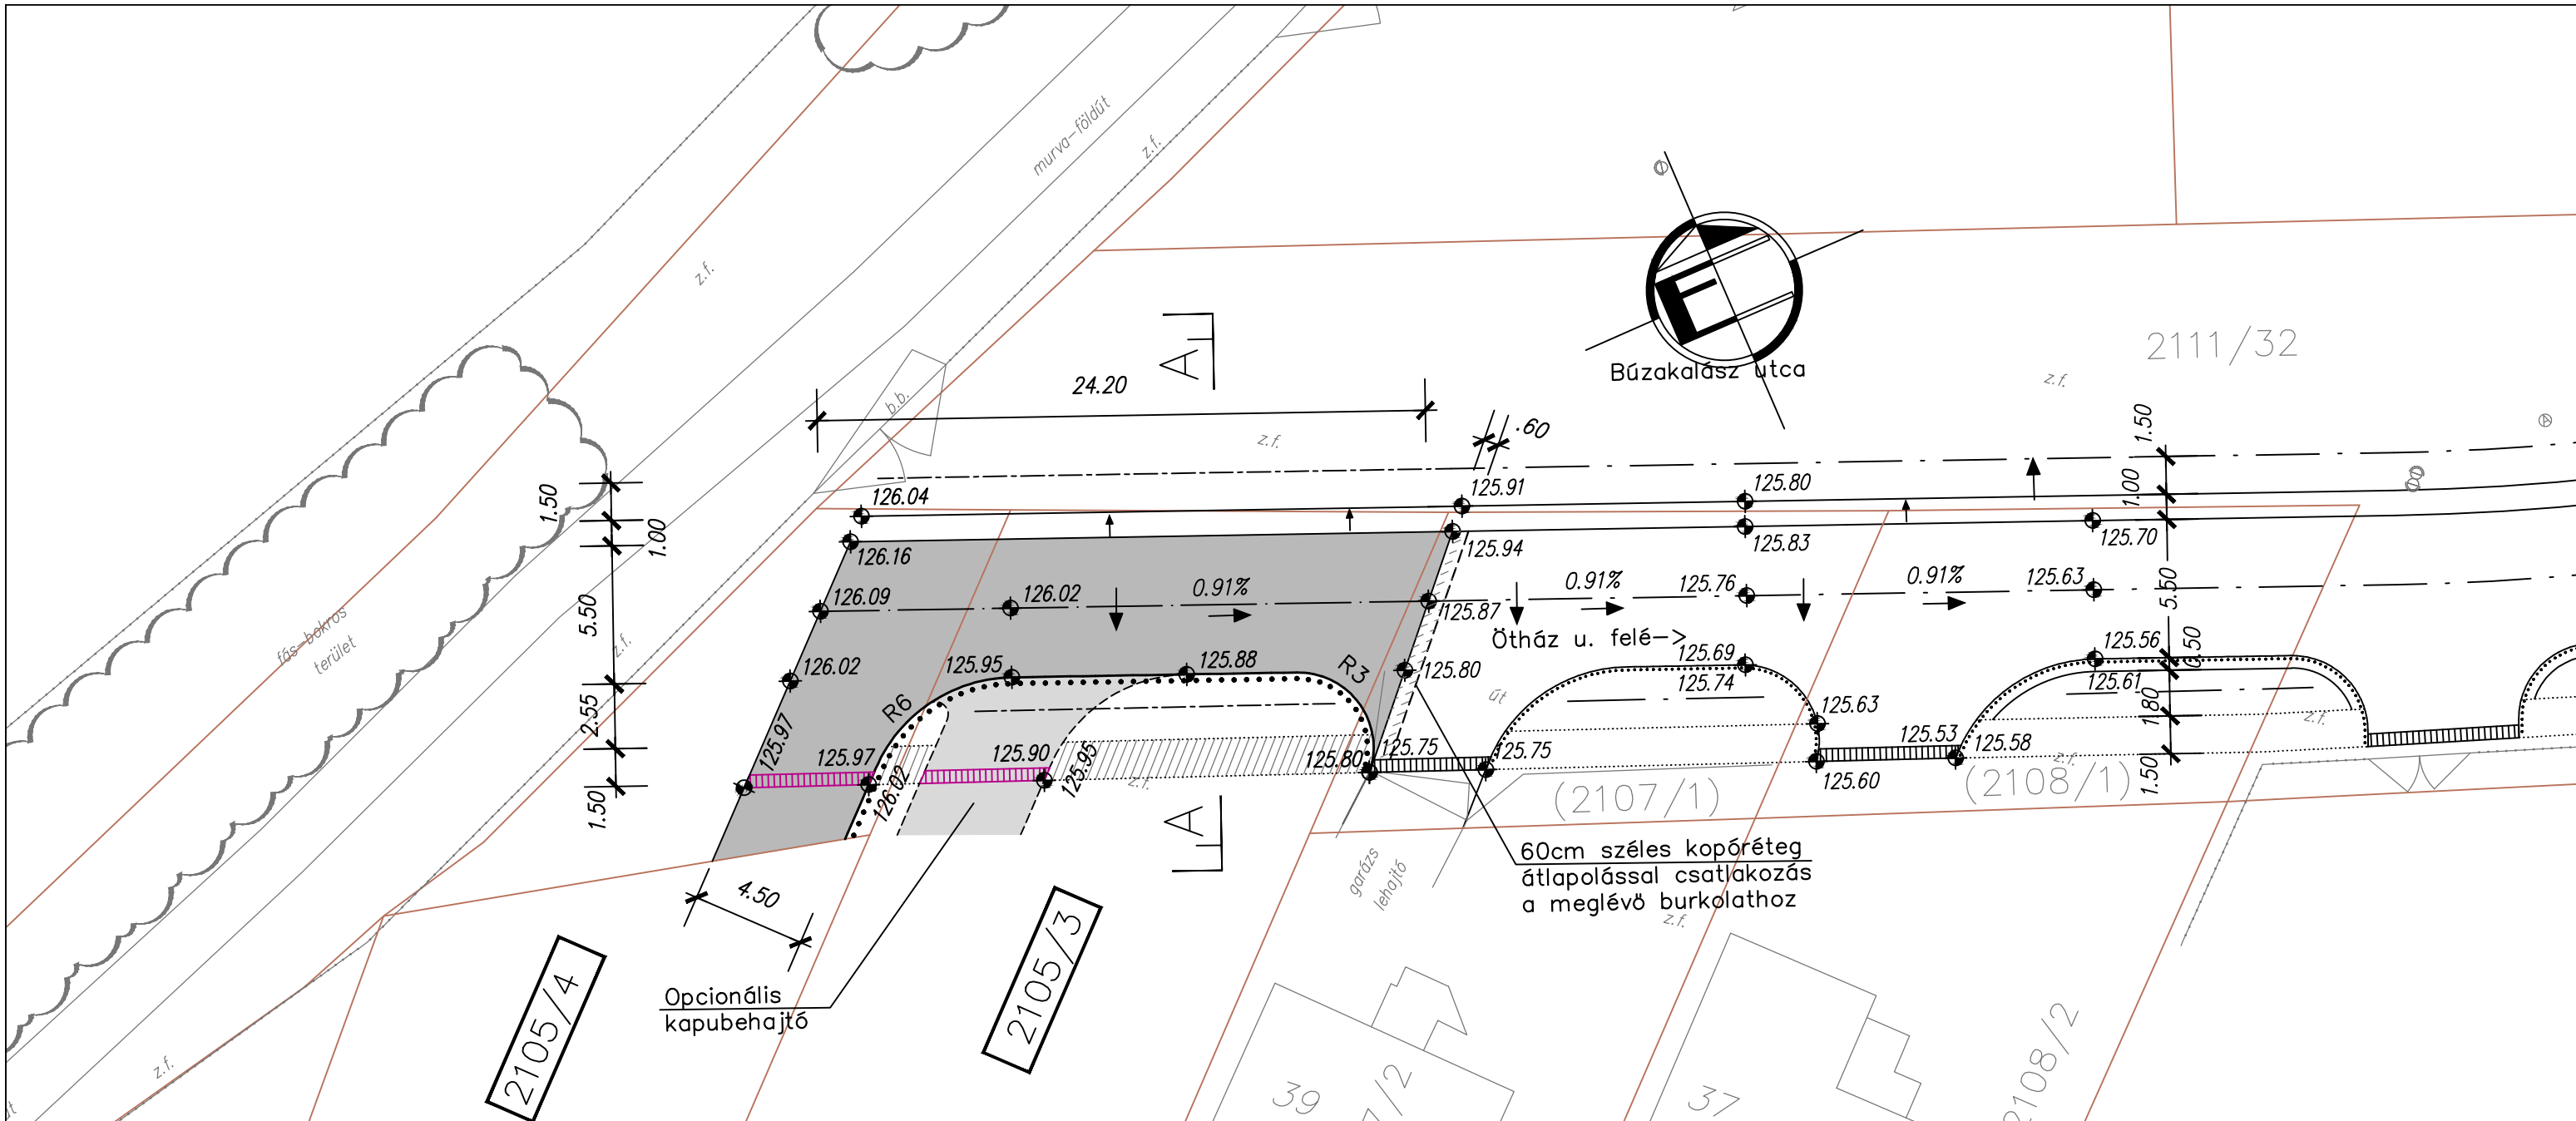 murva-földút
z.f.
z.f.
Búzakalász utca
2111/32
z.f.
24.20
A
b.b.
z.f.
.60
1.50
1.00
5.50
2.55
1.50
126.04
125.91
125.80
1.50
1.00
126.16
125.94
125.83
125.70
126.09
126.02
0.91%
125.87
0.91%
125.76
0.91%
125.63
5.50
Ötház u. felé->
fás-bokros
terület
z.f.
126.02
125.95
125.88
R3
125.80
125.69
125.56
0.50
R6
út
125.74
125.61
1.80
125.63
z.f.
125.97
125.97
126.02
125.90
125.95
z.f.
125.80
125.75
125.75
125.53
125.58
z.f.
125.60
1.50
(2107/1)
(2108/1)
A
garázs
lehajtó
60cm széles kopóréteg
átlapolással csatlakozás
a meglévő burkolathoz
z.f.
4.50
Opcionális
kapubehajtó
2105/4
2105/3
z.f.
39
37
2108/2